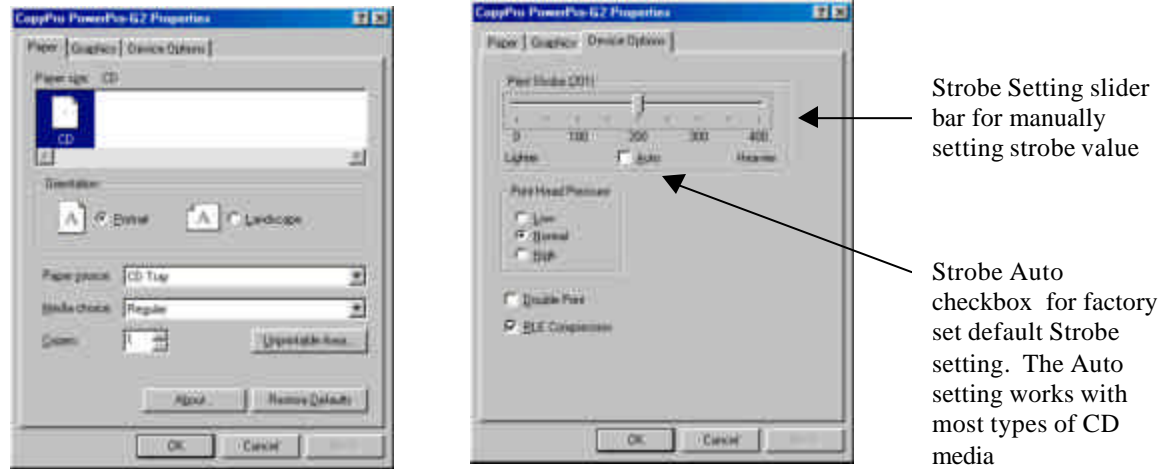 CopyPro PowerPro-G2 Properties
Paper
Graphics
Device Options
Paper size: CD
CD
Orientation
A
Portrait
A
Landscape
Paper source:
CD Tray
Media choice:
Regular
Copies:
1
Unprintable Area...
About...
Restore Defaults
OK
Cancel
CopyPro PowerPro-G2 Properties
Paper
Graphics
Device Options
Print Strobe (201)
0 100 200 300 400
Lighter
Auto
Heavier
Print Head Pressure
Low
Normal
High
Disable Print
RLE Compression
OK
Cancel
Strobe Setting slider
bar for manually
setting strobe value
Strobe Auto
checkbox for factory
set default Strobe
setting. The Auto
setting works with
most types of CD
media